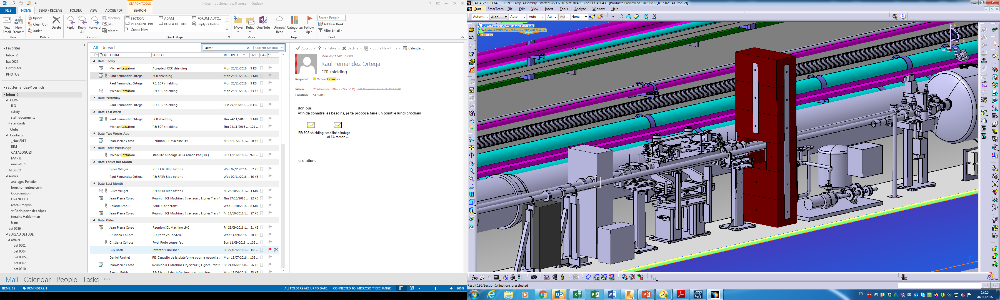 SEARCH TOOLS
Inbox - raul.fernandez@cern.ch - Outlook
FILE HOME SEND / RECEIVE FOLDER VIEW ADOBE PDF SEARCH
New Email
New Items
Ignore
Clean Up
Junk
Delete
Reply
Reply All
Forward
Meeting
IM
More
SECTION
PLANNING PRO...
Create New
ADAM
BUREA DETUDE...
FORUM-AUTO...
Reply & Delete
Move
Rules
OneNote
Unread/ Read
Categorize
Follow Up
Search People
Address Book
Filter Email
New Delete Respond Quick Steps Move Tags Find
Favorites
Inbox 2
bat 0022
Computer
PHOTOS
raul.fernandez@cern.ch
Inbox 2
_CERN
ILO
safety
staff documents
standards
_Clubs
_Contacts
_Noel2013
BIM
CATALOGUES
MARTI
noel-2015
ALGECO
Autres
ancrages Pelletier
bouchon entree cern
Coordination
GRANCELLI
reseau meyrin
st Genis porte des Alpes
terrains Haldenman
tram
bat 0686
BUREAU DETUDE
affairs
bat 0001__
bat 0004__
bat 0005__
bat 0007
bat 0010
All Unread
lazzar
Current Mailbox
FROM SUBJECT RECEIVED SIZE CA...
Date: Today
Michael Lazzaroni Accepted: ECR shielding Mon 28/11/2016... 9 KB
Raul Fernandez Ortega ECR shielding Mon 28/11/2016... 1 MB
Raul Fernandez Ortega RE: ECR shielding Mon 28/11/2016... 9 KB
Michael Lazzaroni RE: ECR shielding Mon 28/11/2016... 13 KB
Date: Yesterday
Raul Fernandez Ortega RE: ECR shielding Sun 27/11/2016 ... 8 KB
Date: Last Week
Raul Fernandez Ortega ECR shielding Thu 24/11/2016... 1 MB
Michael Lazzaroni RE: ECR shielding Thu 24/11/2016... 121 ...
Date: Two Weeks Ago
Jean-Pierre Corso Reunion ICL Machine LHC Fri 18/11/2016 1... 20 KB
Date: Three Weeks Ago
Michael Lazzaroni stabilité blindage ALFA roman Pot (LHC) Fri 11/11/2016 1... 970 ...
Date: Earlier this Month
Gilles Villiger RE: FAIR: Bloc betons Wed 02/11/2016... 52 KB
Raul Fernandez Ortega RE: FAIR: Bloc betons Wed 02/11/2016... 46 KB
Date: Last Month
Gilles Villiger RE: FAIR: Bloc betons Fri 28/10/2016 1... 4 MB
Jean-Pierre Corso Reunion ICL Machines Injecteurs ; Lignes Transf... Thu 27/10/2016... 22 KB
Roland Arnoul FAIR: Bloc betons Wed 19/10/2016... 6 MB
Jean-Pierre Corso Reunion ICL Machines Injecteurs ; Lignes Transf... Fri 14/10/2016 1... 27 KB
Date: Older
Jean-Pierre Corso Reunion ICL Machine LHC Fri 23/09/2016 1... 21 KB
Cristiana Colloca RE: Porte coupe-feu Wed 14/09/2016... 30 KB
Cristiana Colloca Fwd: Porte coupe-feu Sun 11/09/2016 ... 102 ...
Guy Boch Inventor Publisher Fri 22/07/2016 1... 368 ...
Daniel Parchet RE: Capacité de la plateforme pour la nouvelle ... Mon 18/07/2016... 103 ...
Jean-Pierre Corso Reunion ICL Machines Injecteurs ; Lignes Transf... Fri 24/06/2016 0... 26 KB
Ramon Folch RE: Sécurité des infrastructures routières Mon 13/06/2016 23 KB
Accept Tentative Decline Propose New Time Calendar...
Mon 28/11/2016 12:09
Raul Fernandez Ortega
ECR shielding
Required Michael Lazzaroni
When 28 November 2016 17:00-17:30, (28 November 2016 16:30-17:00)
Location 54/2-010
Bonjour,
Afin de conaitre les besoins, je te propose faire un point le lundi prochain
RE: ECR shielding
stabilité blindage ALFA roman ...
salutations
Mail Calendar People Tasks ...
ITEMS: 62 REMINDERS: 1
ALL FOLDERS ARE UP TO DATE. CONNECTED TO: MICROSOFT EXCHANGE 100%
CATIA V5 R23 64 - CERN : Large Assembly : started 28/11/2016 at 16:48:13 on PCCA8043 - [Product5 Preview of ST0793817_01 a.02.CATProduct]
Start SmarTeam File Edit View Insert Tools Analyze Window Help
Autom. Auto Auto Auto Aut Aut None
Applications
z
Y
X
f(x)
CATIA
Result.136/Section.1/Sections preselected
FR
17:15
28/11/2016